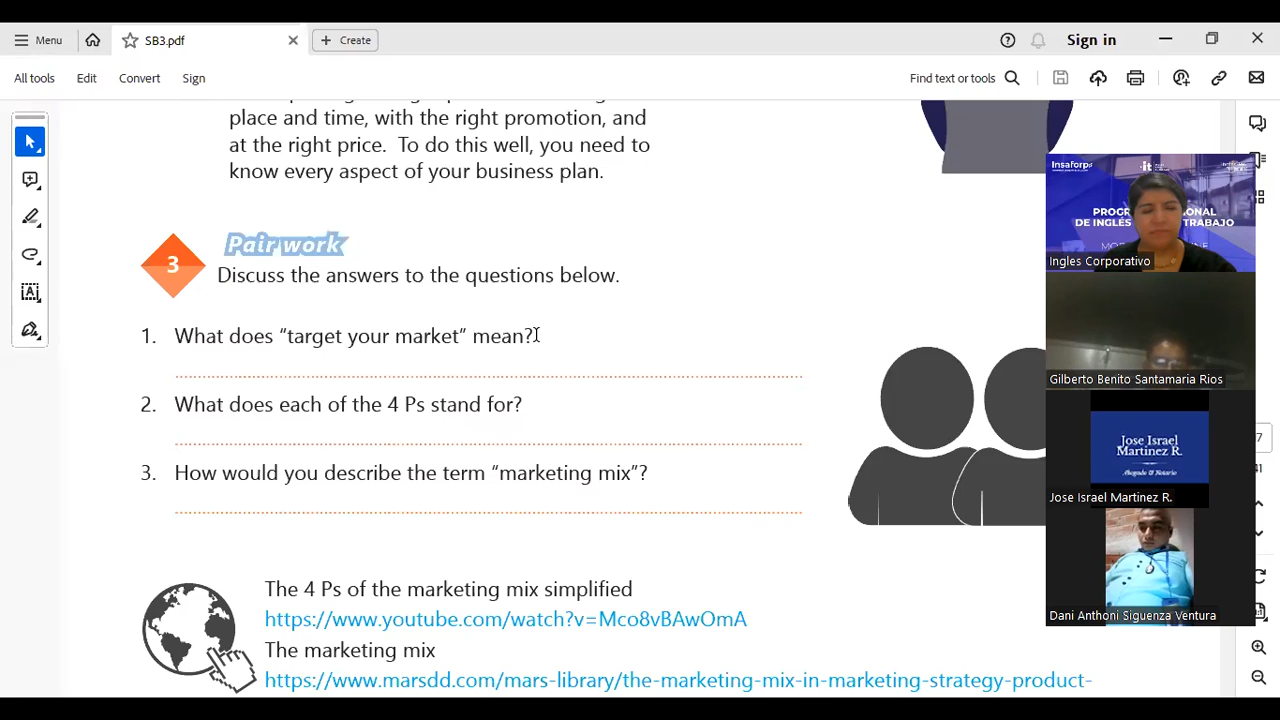 Menu
SB3.pdf
Create
Sign in
All tools
Edit
Convert
Sign
Find text or tools
place and time, with the right promotion, and
at the right price. To do this well, you need to
know every aspect of your business plan.
3
Pair work
Discuss the answers to the questions below.
1. What does “target your market” mean?
2. What does each of the 4 Ps stand for?
3. How would you describe the term “marketing mix”?
The 4 Ps of the marketing mix simplified
https://www.youtube.com/watch?v=Mco8vBAwOmA
The marketing mix
https://www.marsdd.com/mars-library/the-marketing-mix-in-marketing-strategy-product-
Insaforp
DE INGLÉS TRABAJO
Ingles Corporativo
Gilberto Benito Santamaria Rios
Jose Israel
Martinez R.
Abogado & Notario
Jose Israel Martinez R.
Dani Anthoni Siguenza Ventura
7
41